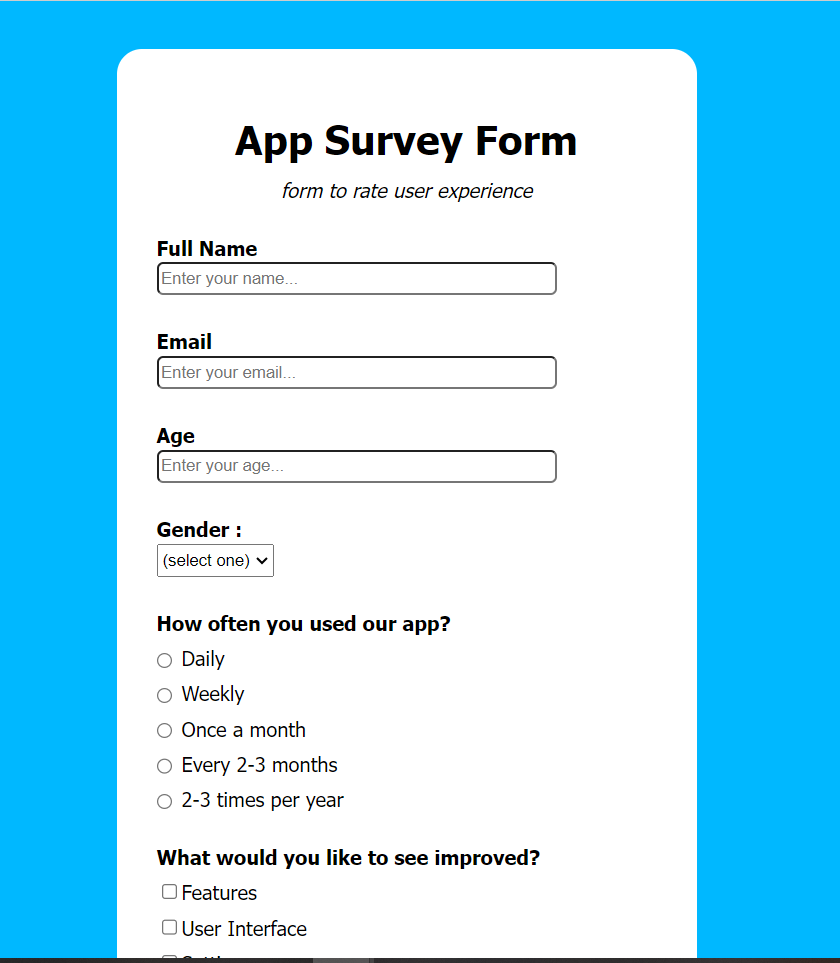 App Survey Form
form to rate user experience
Full Name
Enter your name...
Email
Enter your email...
Age
Enter your age...
Gender :
(select one)
How often you used our app?
Daily
Weekly
Once a month
Every 2-3 months
2-3 times per year
What would you like to see improved?
Features
User Interface